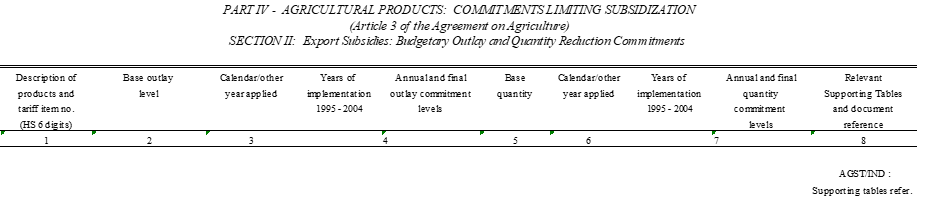 PART IV - AGRICULTURAL PRODUCTS: COMMITMENTS LIMITING SUBSIDIZATION
(Article 3 of the Agreement on Agriculture)
SECTION II: Export Subsidies: Budgetary Outlay and Quantity Reduction Commitments
Description of Base outlay Calendar/other Years of Annual and final Base Calendar/other Years of Annual and final Relevant
products and level year applied implementation outlay commitment quantity year applied implementation quantity Supporting Tables
tariff item no. 1995 - 2004 levels 1995 - 2004 commitment and document
(HS 6 digits) levels reference
1 2 3 4 5 6 7 8
AGST/IND :
Supporting tables refer.